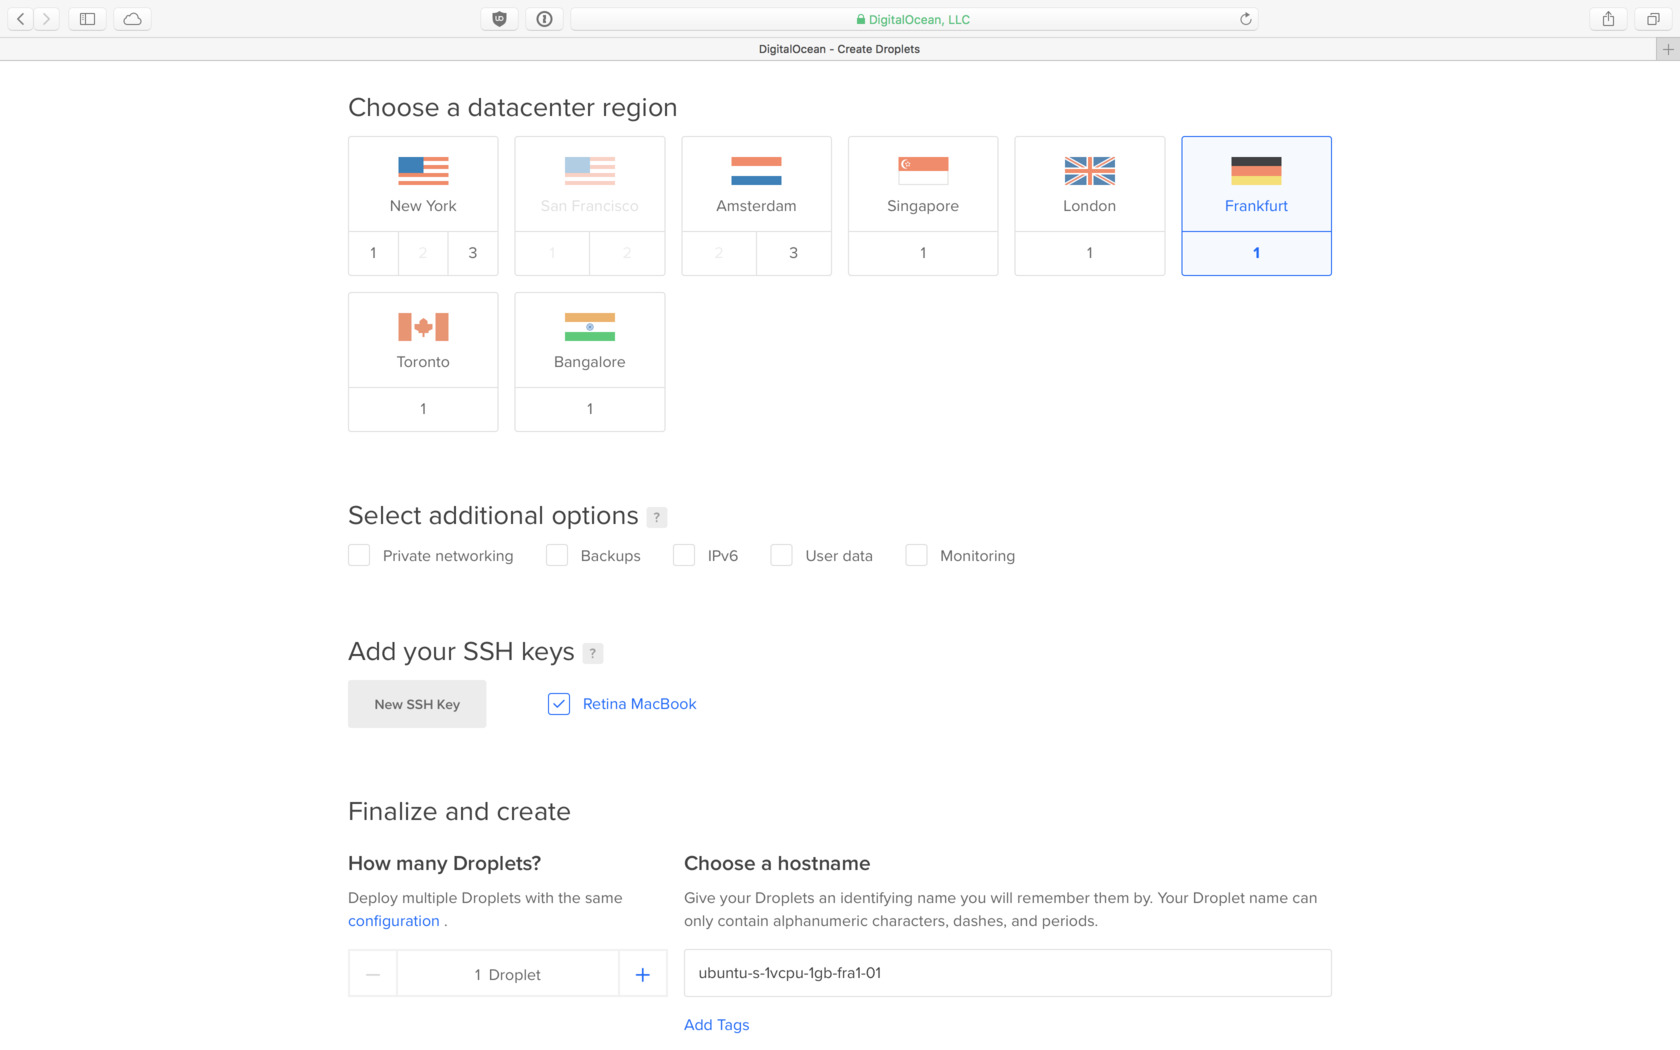 DigitalOcean, LLC
DigitalOcean - Create Droplets
Choose a datacenter region
New York
San Francisco
Amsterdam
Singapore
London
Frankfurt
1 2 3
1 2
2 3
1
1
1
Toronto
Bangalore
1
1
Select additional options ?
Private networking
Backups
IPv6
User data
Monitoring
Add your SSH keys ?
New SSH Key
Retina MacBook
Finalize and create
How many Droplets?
Deploy multiple Droplets with the same
configuration .
1 Droplet
Choose a hostname
Give your Droplets an identifying name you will remember them by. Your Droplet name can
only contain alphanumeric characters, dashes, and periods.
ubuntu-s-1vcpu-1gb-fra1-01
Add Tags